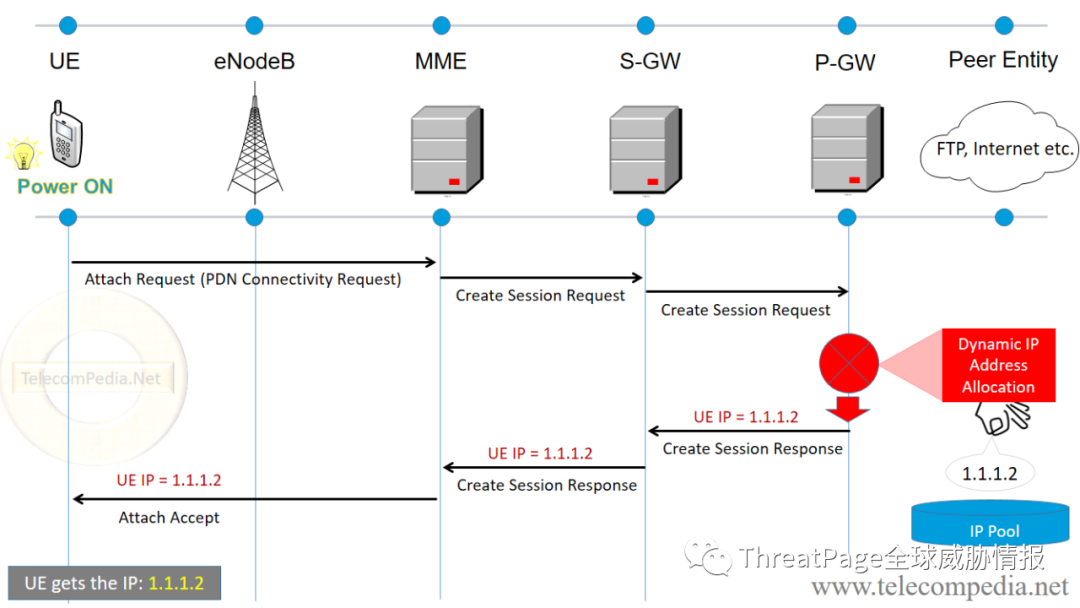 UE
eNodeB
MME
S-GW
P-GW
Peer Entity
FTP, Internet etc.
Power ON
Attach Request (PDN Connectivity Request)
Create Session Request
Create Session Request
Dynamic IP
Address
Allocation
TelecomPedia.Net
UE IP = 1.1.1.2
Create Session Response
UE IP = 1.1.1.2
Create Session Response
UE IP = 1.1.1.2
Attach Accept
1.1.1.2
IP Pool
ThreatPage全球威胁情报
UE gets the IP: 1.1.1.2
www.telecompedia.net